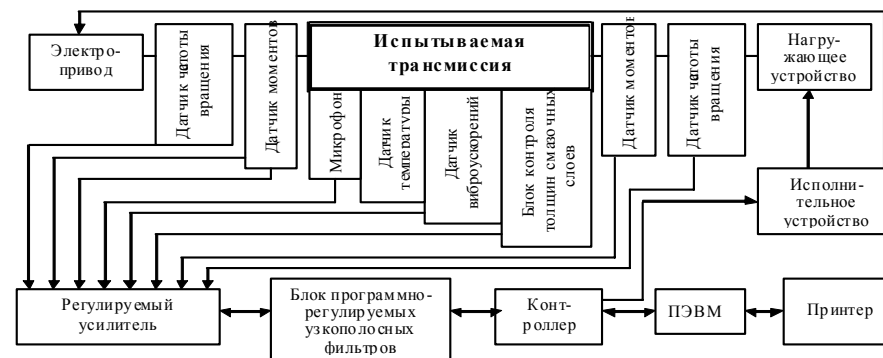 Электро-
привод
Датчик частоты
вращения
Датчик моментов
Испытываемая
трансмиссия
Микрофон
Датчик
температуры
Датчик
виброускорений
Блок контроля
толщин смазочных
слоев
Датчик моментов
Датчик частоты
вращения
Нагру-
жающее
устройство
Исполни-
тельное
устройство
Регулируемый
усилитель
Блок программно-
регулируемых
узкополосных
фильтров
Конт-
роллер
ПЭВМ
Принтер